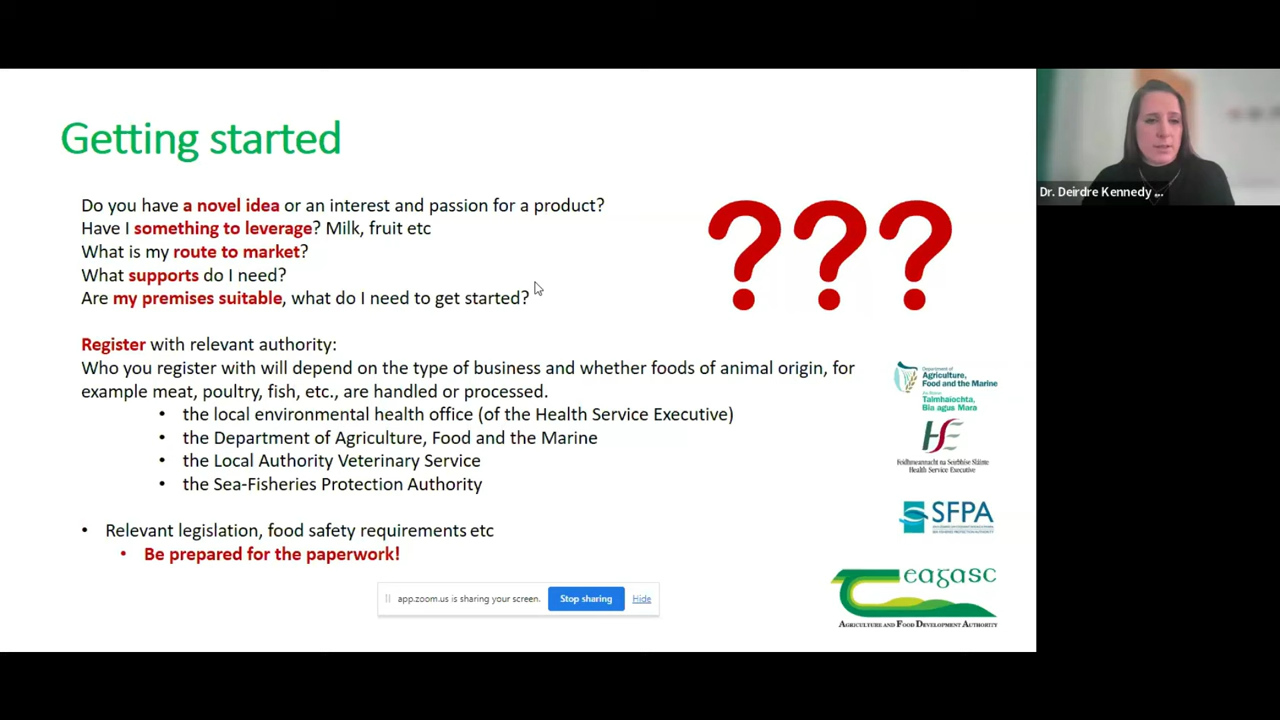 Getting started
Do you have a novel idea or an interest and passion for a product?
Have I something to leverage? Milk, fruit etc
What is my route to market?
What supports do I need?
Are my premises suitable, what do I need to get started?
???
Register with relevant authority:
Who you register with will depend on the type of business and whether foods of animal origin, for
example meat, poultry, fish, etc., are handled or processed.
• the local environmental health office (of the Health Service Executive)
• the Department of Agriculture, Food and the Marine
• the Local Authority Veterinary Service
• the Sea-Fisheries Protection Authority
• Relevant legislation, food safety requirements etc
• Be prepared for the paperwork!
Department of
Agriculture,
Food and the Marine
Talmhaíochta,
Bia agus Mara
Feidhmeannacht na Seirbhíse Sláinte
Health Service Executive
SFPA
eagasc
Agriculture and Food Development Authority
app.zoom.us is sharing your screen.
Stop sharing
Hide
Dr. Deirdre Kennedy ...